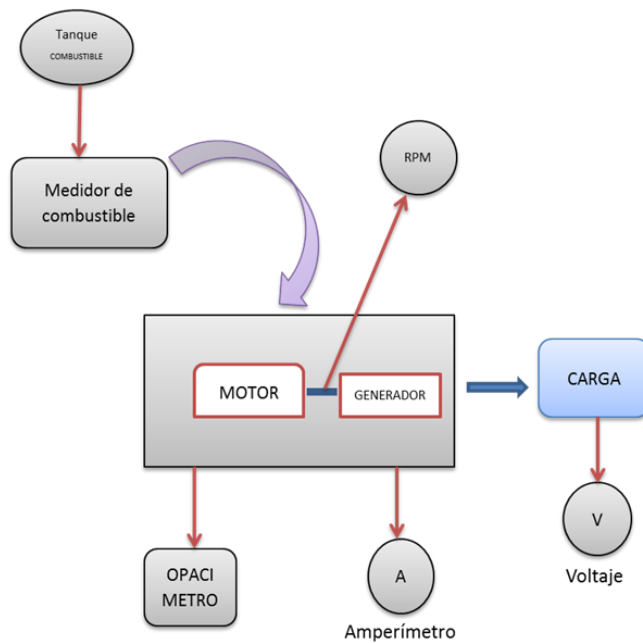 Tanque
COMBUSTIBLE
RPM
Medidor de
combustible
MOTOR
GENERADOR
CARGA
OPACI
METRO
A
Amperímetro
V
Voltaje